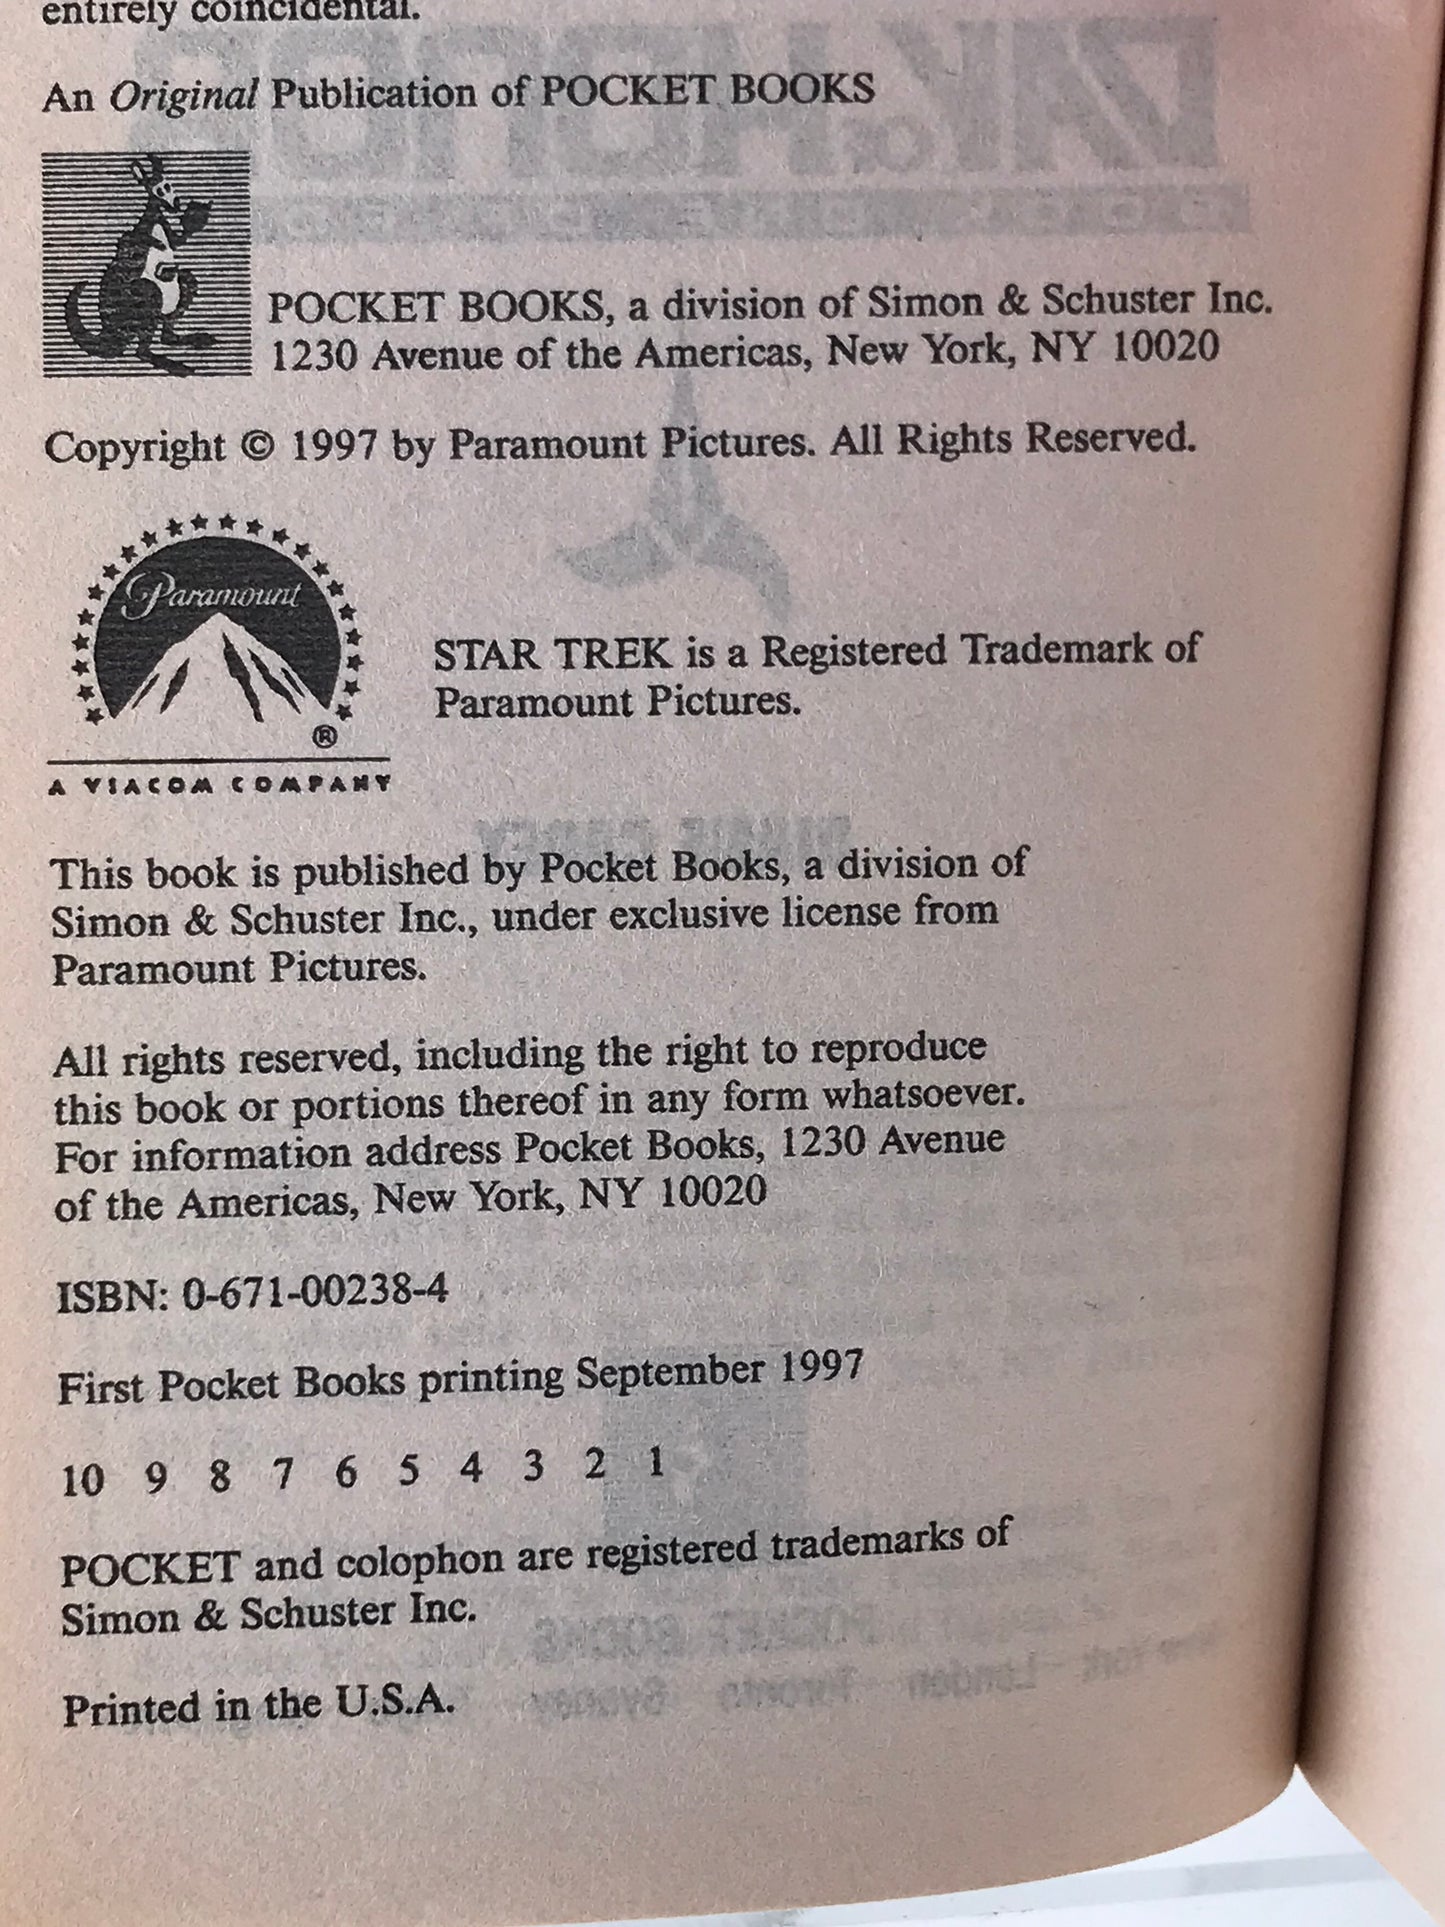 entirely coincidental.
An Original Publication of POCKET BOOKS
POCKET BOOKS, a division of Simon & Schuster Inc.
1230 Avenue of the Americas, New York, NY 10020
Copyright © 1997 by Paramount Pictures. All Rights Reserved.
Paramount
®
A VIACOM COMPANY
STAR TREK is a Registered Trademark of
Paramount Pictures.
This book is published by Pocket Books, a division of
Simon & Schuster Inc., under exclusive license from
Paramount Pictures.
All rights reserved, including the right to reproduce
this book or portions thereof in any form whatsoever.
For information address Pocket Books, 1230 Avenue
of the Americas, New York, NY 10020
ISBN: 0-671-00238-4
First Pocket Books printing September 1997
10 9 8 7 6 5 4 3 2 1
POCKET and colophon are registered trademarks of
Simon & Schuster Inc.
Printed in the U.S.A.